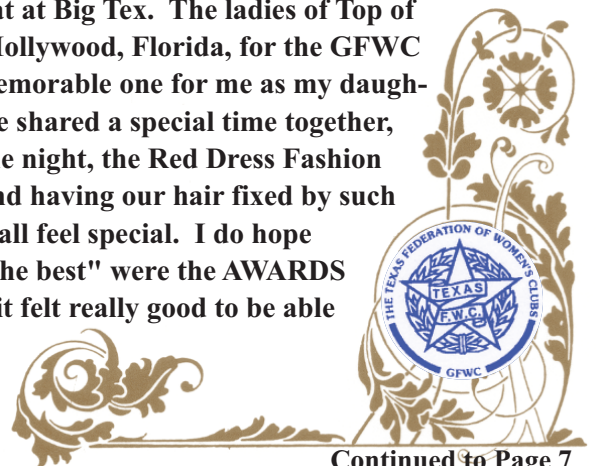 at at Big Tex.  The ladies of Top of
Hollywood, Florida, for the GFWC
emorable one for me as my daugh-
e shared a special time together,
e night, the Red Dress Fashion
nd having our hair fixed by such
all feel special.  I do hope
he best" were the AWARDS
it felt really good to be able
THE TEXAS FEDERATION OF WOMEN'S CLUBS
TEXAS
F.W.C.
GFWC
Continued to Page 7